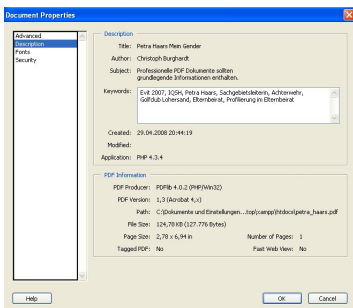 Document Properties
Advanced
Description
Fonts
Security
Description
Title: Petra Haars Mein Gender
Author: Christoph Burghardt
Subject: Professionelle PDF Dokumente sollten
grundlegende Informationen enthalten.
Keywords: Evit 2007, IQSH, Petra Haars, Sachgebietsleiterin, Achterwehr,
Golfclub Lohersand, Elternbeirat, Profilierung im Elternbeirat
Created: 29.04.2008 20:44:19
Modified:
Application: PHP 4.3.4
PDF Information
PDF Producer: PDFlib 4.0.2 (PHP/Win32)
PDF Version: 1,3 (Acrobat 4,x)
Path: C:\Dokumente und Einstellungen...top\xampp\htdocs\petra_haars.pdf
File Size: 124,78 KB (127.776 Bytes)
Page Size: 2,78 x 6,94 in Number of Pages: 1
Tagged PDF: No Fast Web View: No
Help OK Cancel